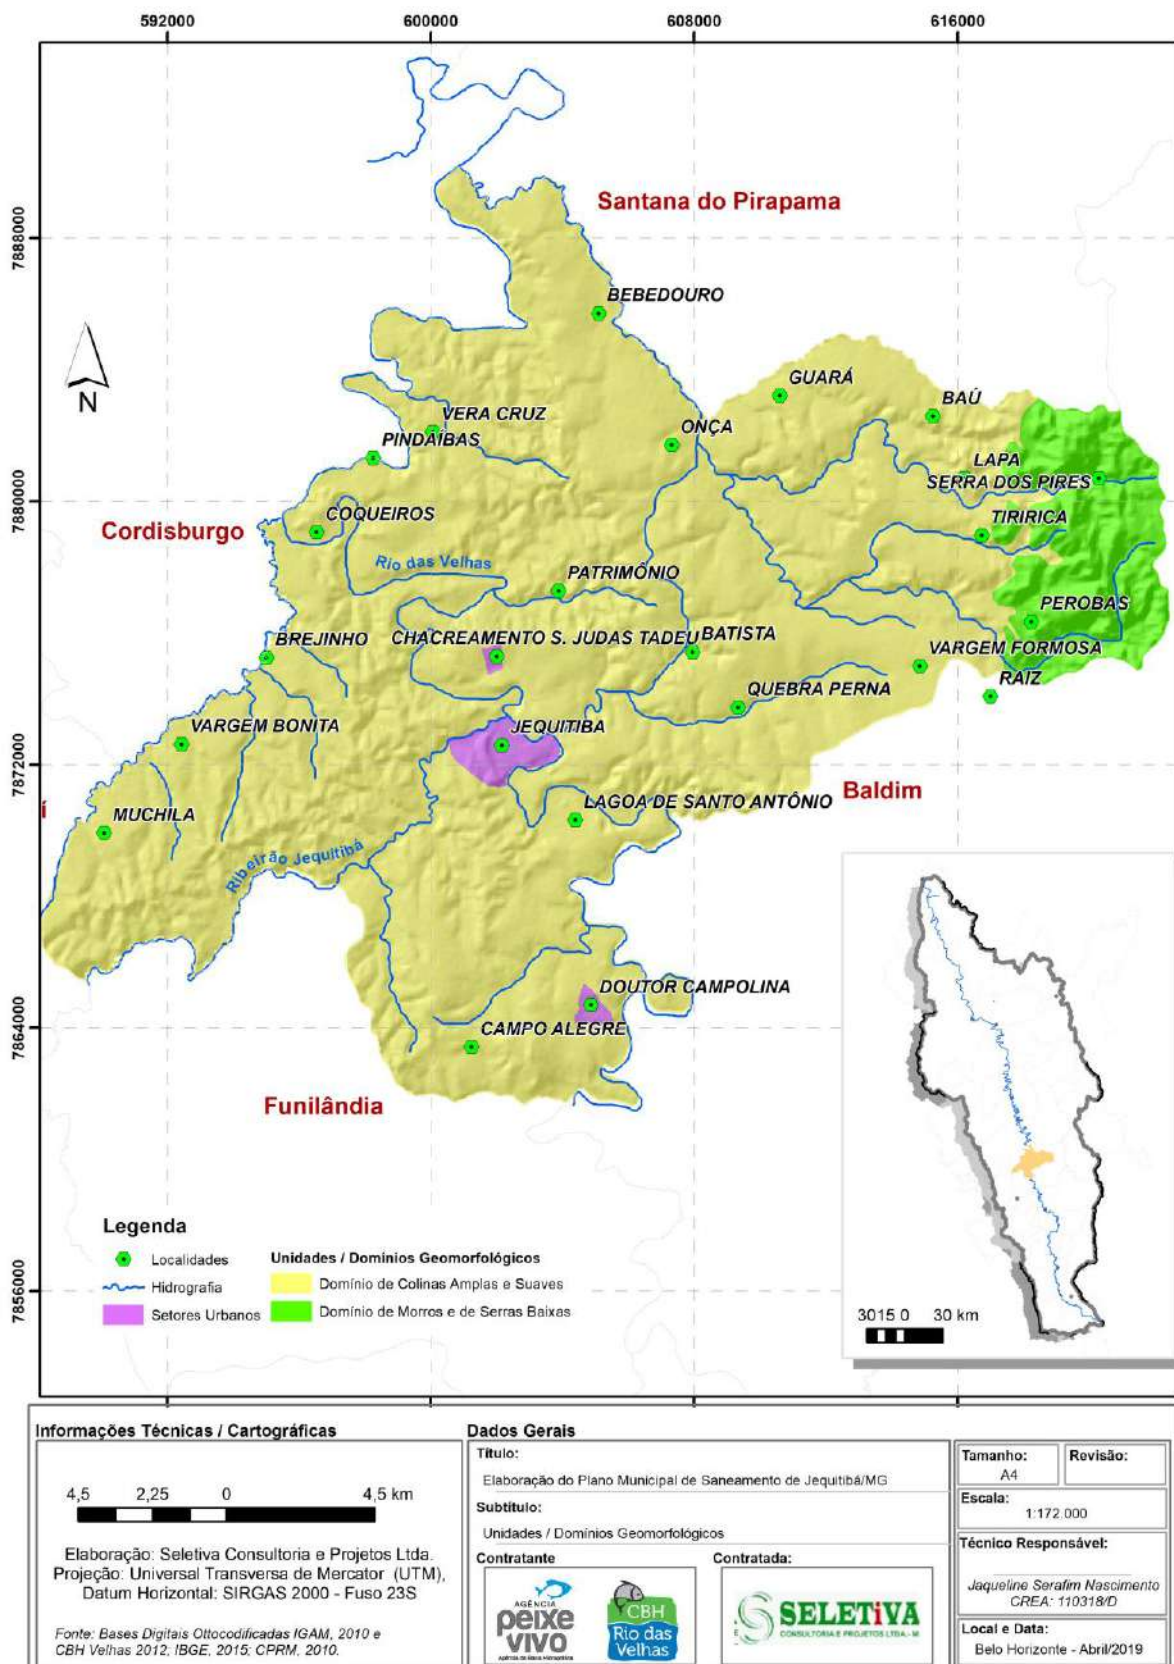 592000
600000
608000
616000
7888000
7880000
7872000
7864000
7856000
Santana do Pirapama
BEBEDOURO
N
GUARÁ
BAÚ
VERA CRUZ
ONÇA
PINDAÍBAS
LAPA
SERRA DOS PIRES
COQUEIROS
TIRIRICA
Cordisburgo
Rio das Velhas
PATRIMÔNIO
PEROBAS
BREJINHO
CHACREAMENTO S. JUDAS TADEU
BATISTA
VARGEM FORMOSA
RAIZ
QUEBRA PERNA
VARGEM BONITA
JEQUITIBA
Baldim
LAGOA DE SANTO ANTÔNIO
í
MUCHILA
Ribeirão Jequitibá
DOUTOR CAMPOLINA
CAMPO ALEGRE
Funilândia
Legenda
Localidades
Hidrografia
Setores Urbanos
Unidades / Domínios Geomorfológicos
Domínio de Colinas Amplas e Suaves
Domínio de Morros e de Serras Baixas
3015 0 30 km
Informações Técnicas / Cartográficas
4,5 2,25 0 4,5 km
Elaboração: Seletiva Consultoria e Projetos Ltda.
Projeção: Universal Transversa de Mercator (UTM),
Datum Horizontal: SIRGAS 2000 - Fuso 23S
Fonte: Bases Digitais Ottocodificadas IGAM, 2010 e
CBH Velhas 2012; IBGE, 2015; CPRM, 2010.
Dados Gerais
Título:
Elaboração do Plano Municipal de Saneamento de Jequitibá/MG
Subtítulo:
Unidades / Domínios Geomorfológicos
Contratante
AGÊNCIA
peixe
vivo
CBH
Rio das
Velhas
Contratada:
SELETiVA
CONSULTORIA E PROJETOS LTDA.- M
Tamanho:
A4
Revisão:
Escala:
1:172.000
Técnico Responsável:
Jaqueline Serafim Nascimento
CREA: 110318/D
Local e Data:
Belo Horizonte - Abril/2019